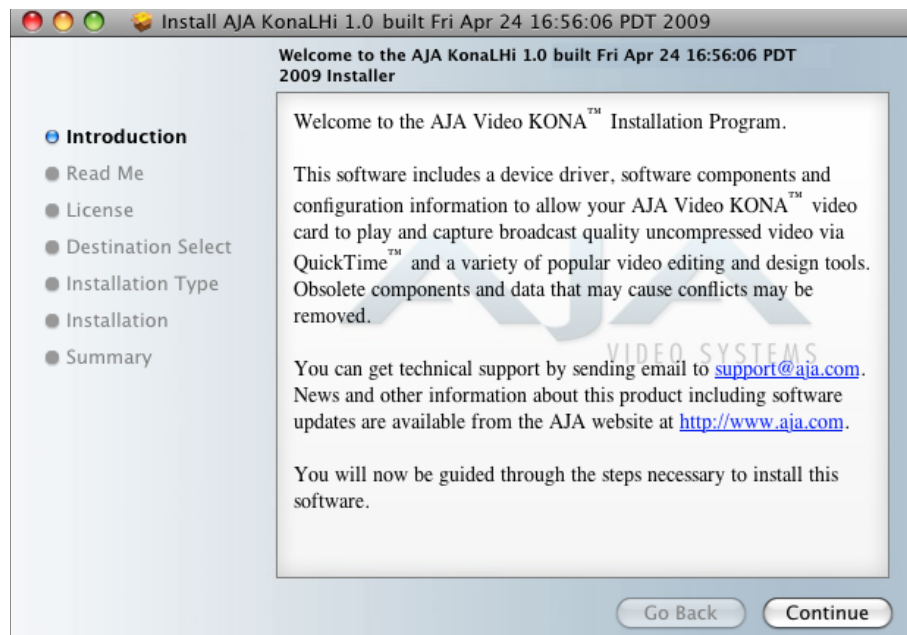 Install AJA KonaLHi 1.0 built Fri Apr 24 16:56:06 PDT 2009
Welcome to the AJA KonaLHi 1.0 built Fri Apr 24 16:56:06 PDT
2009 Installer
Introduction
Read Me
License
Destination Select
Installation Type
Installation
Summary
Welcome to the AJA Video KONA™ Installation Program.
This software includes a device driver, software components and
configuration information to allow your AJA Video KONA™ video
card to play and capture broadcast quality uncompressed video via
QuickTime™ and a variety of popular video editing and design tools.
Obsolete components and data that may cause conflicts may be
removed.
You can get technical support by sending email to support@aja.com.
News and other information about this product including software
updates are available from the AJA website at http://www.aja.com.
You will now be guided through the steps necessary to install this
software.
AJA
VIDEO SYSTEMS
Go Back
Continue